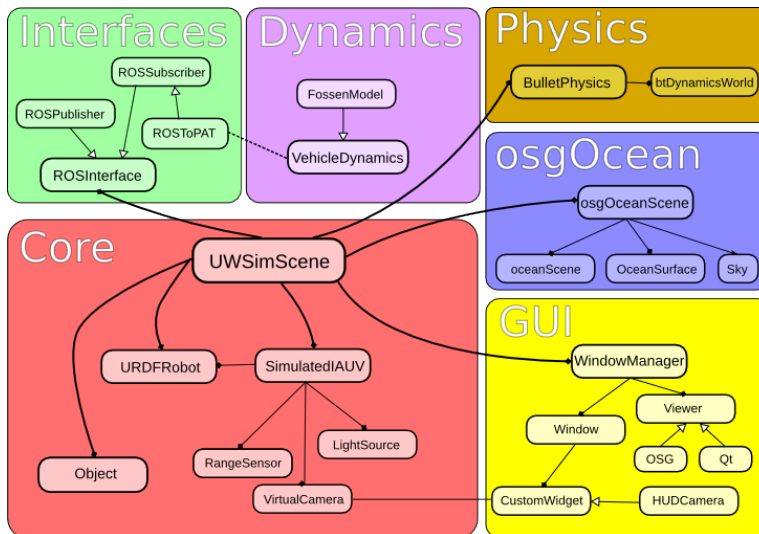 Interfaces
ROSSubscriber
ROSPublisher
ROSToPAT
ROSInterface
Dynamics
FossenModel
VehicleDynamics
Physics
BulletPhysics
btDynamicsWorld
osgOcean
osgOceanScene
oceanScene
OceanSurface
Sky
Core
UWSimScene
URDFRobot
SimulatedIAUV
LightSource
RangeSensor
Object
VirtualCamera
GUI
WindowManager
Viewer
Window
OSG
Qt
CustomWidget
HUDCamera